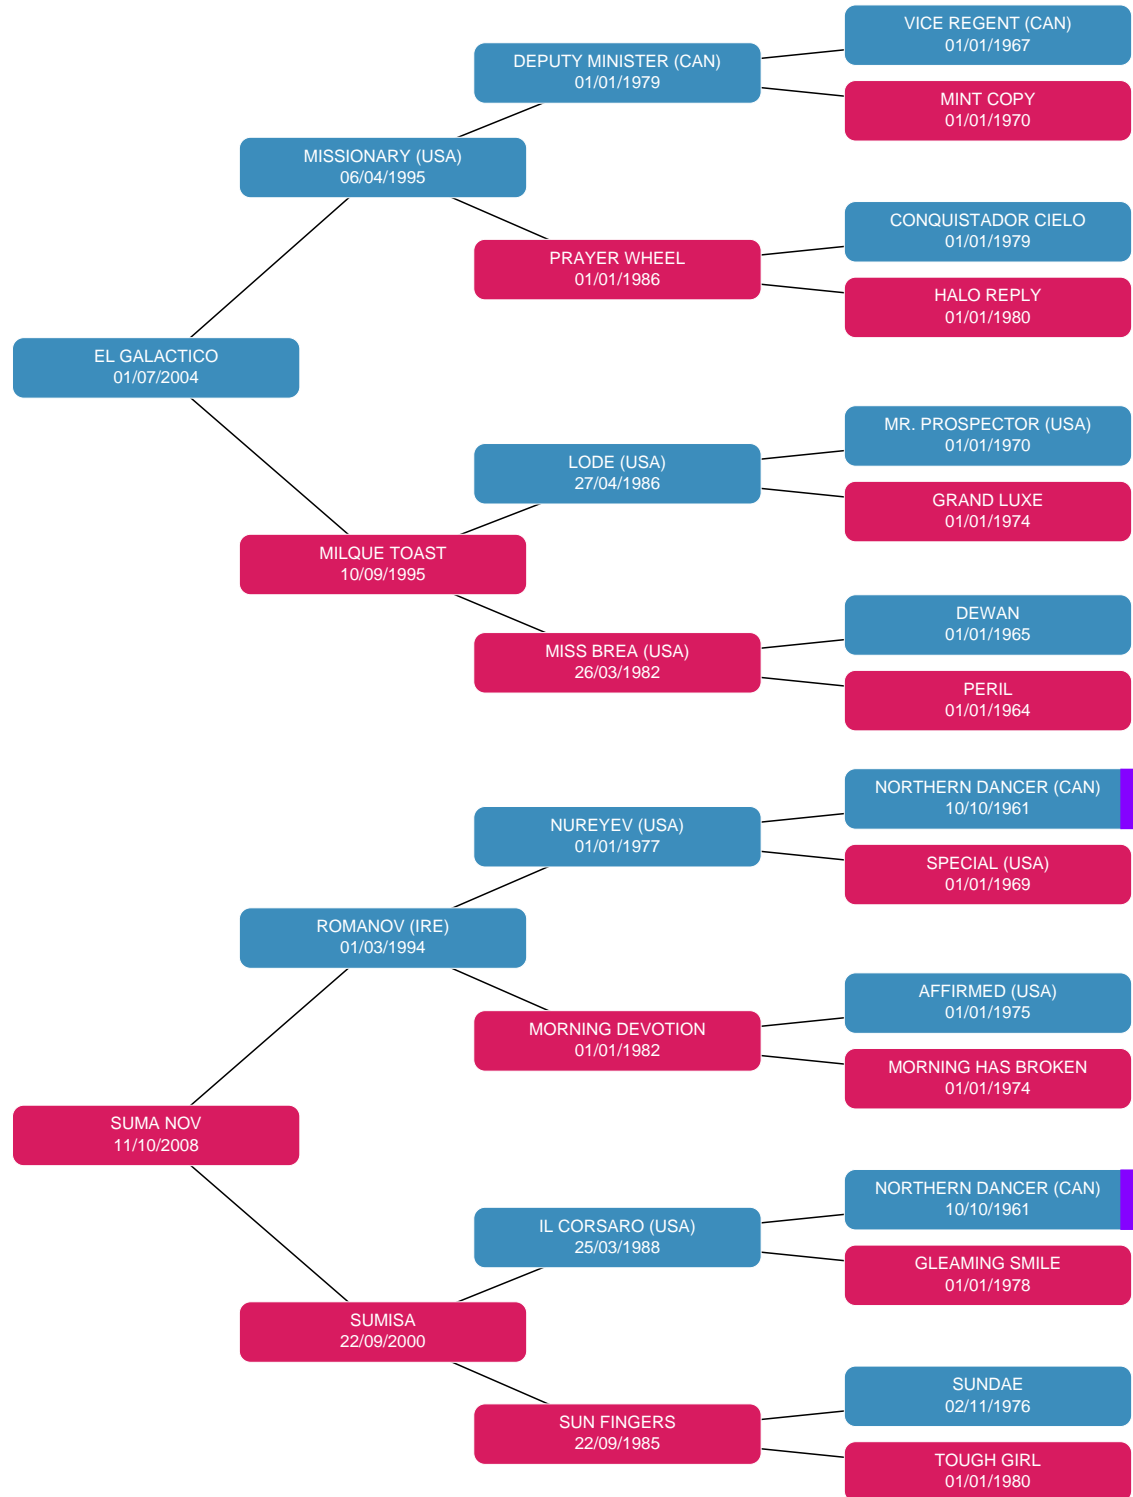 VICE REGENT (CAN)
01/01/1967
DEPUTY MINISTER (CAN)
01/01/1979
MINT COPY
01/01/1970
MISSIONARY (USA)
06/04/1995
CONQUISTADOR CIELO
01/01/1979
PRAYER WHEEL
01/01/1986
HALO REPLY
01/01/1980
EL GALACTICO
01/07/2004
MR. PROSPECTOR (USA)
01/01/1970
LODE (USA)
27/04/1986
GRAND LUXE
01/01/1974
MILQUE TOAST
10/09/1995
DEWAN
01/01/1965
MISS BREA (USA)
26/03/1982
PERIL
01/01/1964
NORTHERN DANCER (CAN)
10/10/1961
NUREYEV (USA)
01/01/1977
SPECIAL (USA)
01/01/1969
ROMANOV (IRE)
01/03/1994
AFFIRMED (USA)
01/01/1975
MORNING DEVOTION
01/01/1982
MORNING HAS BROKEN
01/01/1974
SUMA NOV
11/10/2008
NORTHERN DANCER (CAN)
10/10/1961
IL CORSARO (USA)
25/03/1988
GLEAMING SMILE
01/01/1978
SUMISA
22/09/2000
SUNDAE
02/11/1976
SUN FINGERS
22/09/1985
TOUGH GIRL
01/01/1980